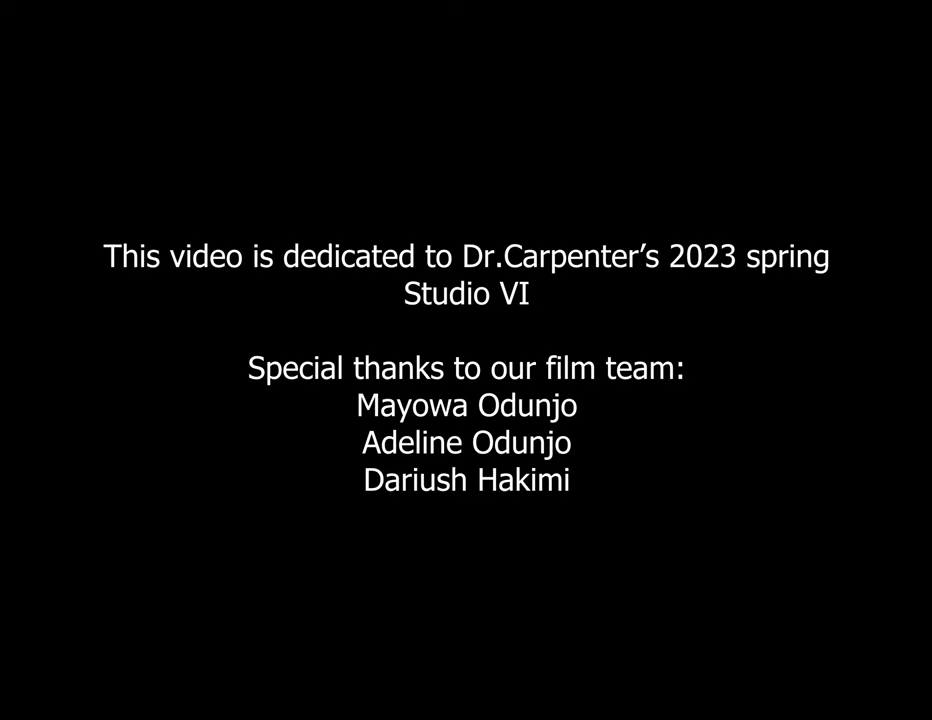 This video is dedicated to Dr.Carpenter’s 2023 spring
Studio VI
Special thanks to our film team:
Mayowa Odunjo
Adeline Odunjo
Dariush Hakimi